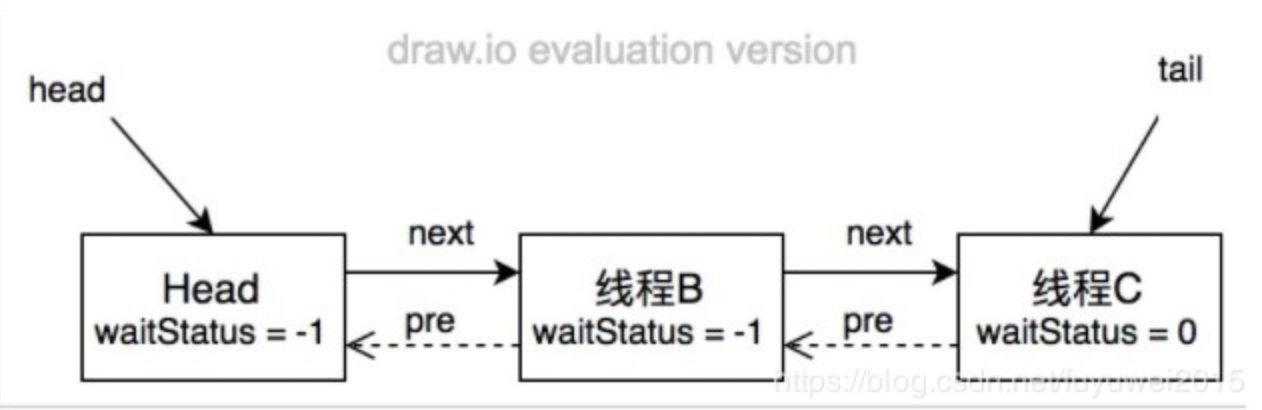 draw.io evaluation version
head
tail
next
next
Head
线程B
线程C
waitStatus = -1
pre
waitStatus = -1
pre
waitStatus = 0
https://blog.csdn.net/fuyuwei2015